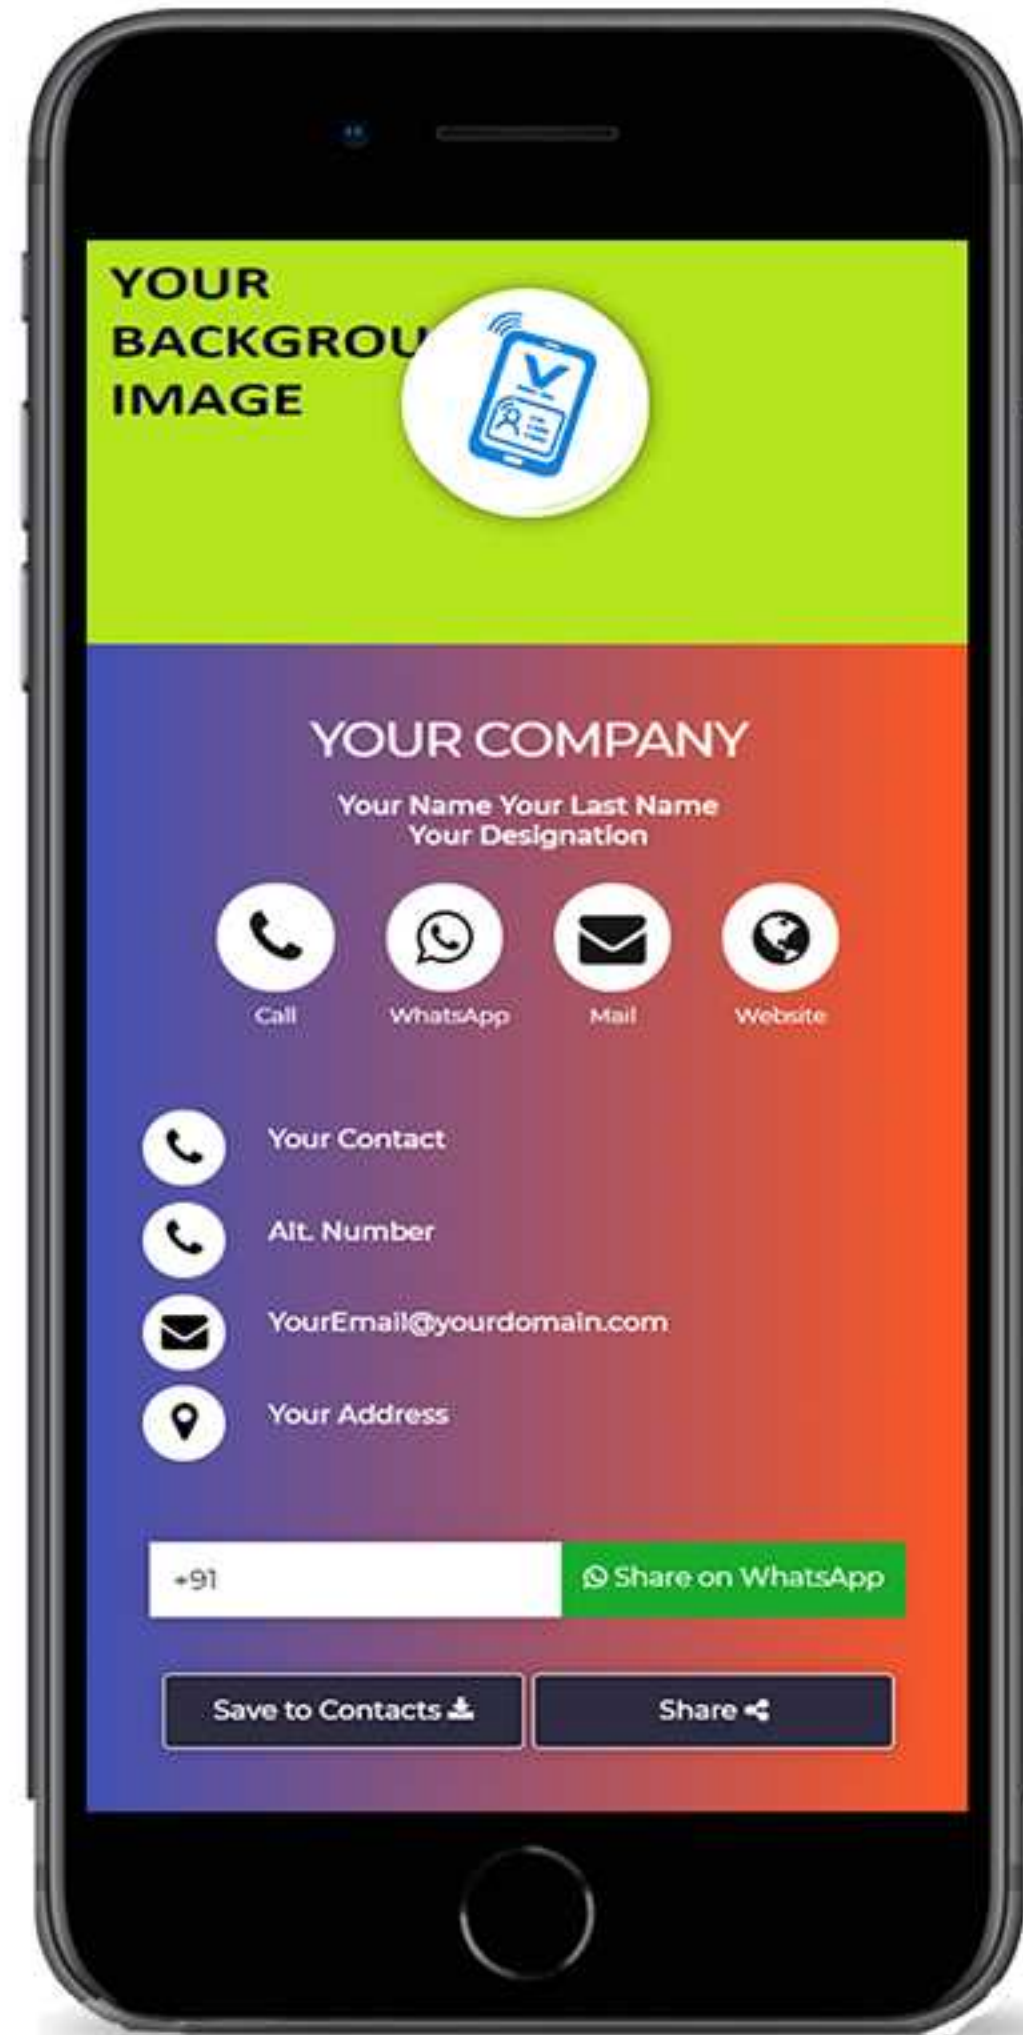 YOUR
BACKGROU
IMAGE
V
YOUR COMPANY
Your Name Your Last Name
Your Designation
Call WhatsApp Mail Website
Your Contact
Alt. Number
YourEmail@yourdomain.com
Your Address
+91 Share on WhatsApp
Save to Contacts Share